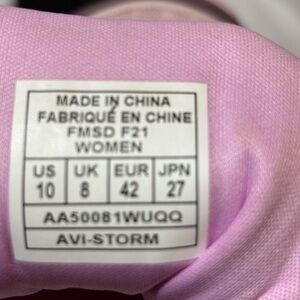 MADE IN CHINA
FABRIQUÉ EN CHINE
FMSD F21
WOMEN
US UK EUR JPN
10 8 42 27
AA50081WUQQ
AVI-STORM